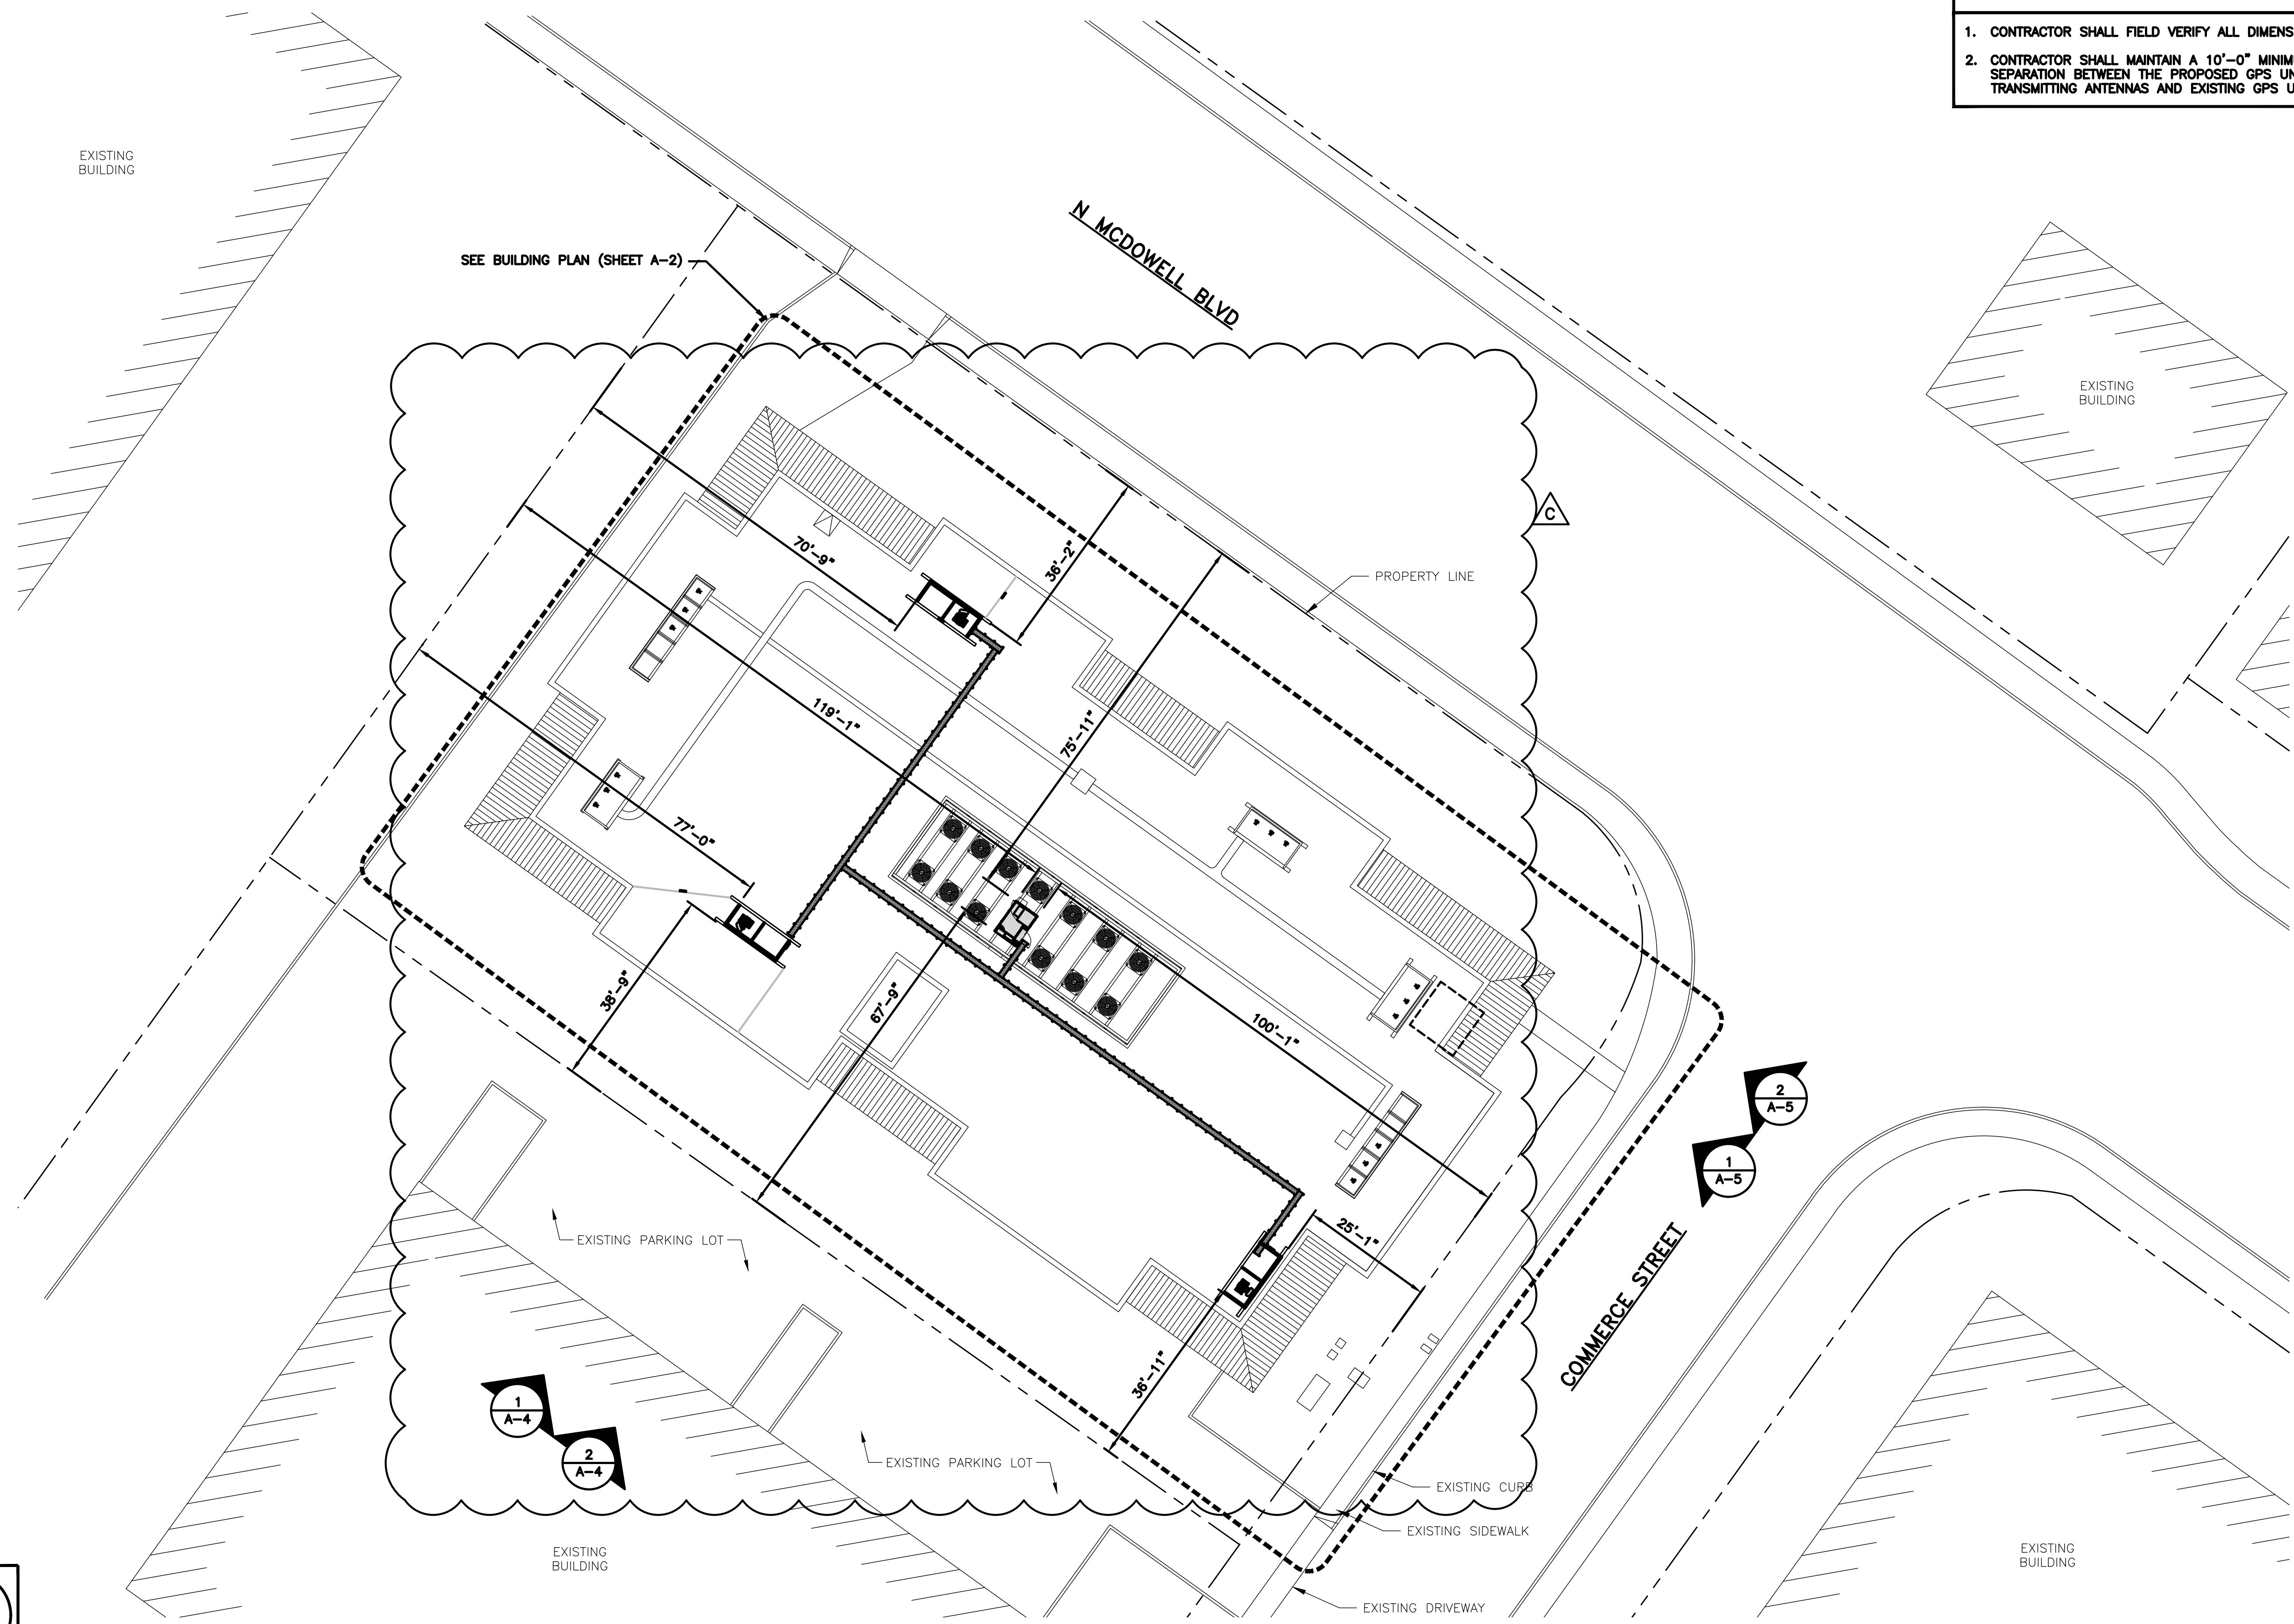 1. CONTRACTOR SHALL FIELD VERIFY ALL DIMENS
2. CONTRACTOR SHALL MAINTAIN A 10'-0" MINIM
SEPARATION BETWEEN THE PROPOSED GPS UN
TRANSMITTING ANTENNAS AND EXISTING GPS U
EXISTING
BUILDING
N MCDOWELL BLVD
SEE BUILDING PLAN (SHEET A-2)
EXISTING
BUILDING
C
70'-9"
36'-2"
PROPERTY LINE
119'-1"
75'-11"
77'-0"
38'-9"
67'-9"
100'-1"
2
A-5
1
A-5
EXISTING PARKING LOT
25'-1"
COMMERCE STREET
36'-11"
1
A-4
2
A-4
EXISTING PARKING LOT
EXISTING CURB
EXISTING SIDEWALK
EXISTING
BUILDING
EXISTING
BUILDING
EXISTING DRIVEWAY